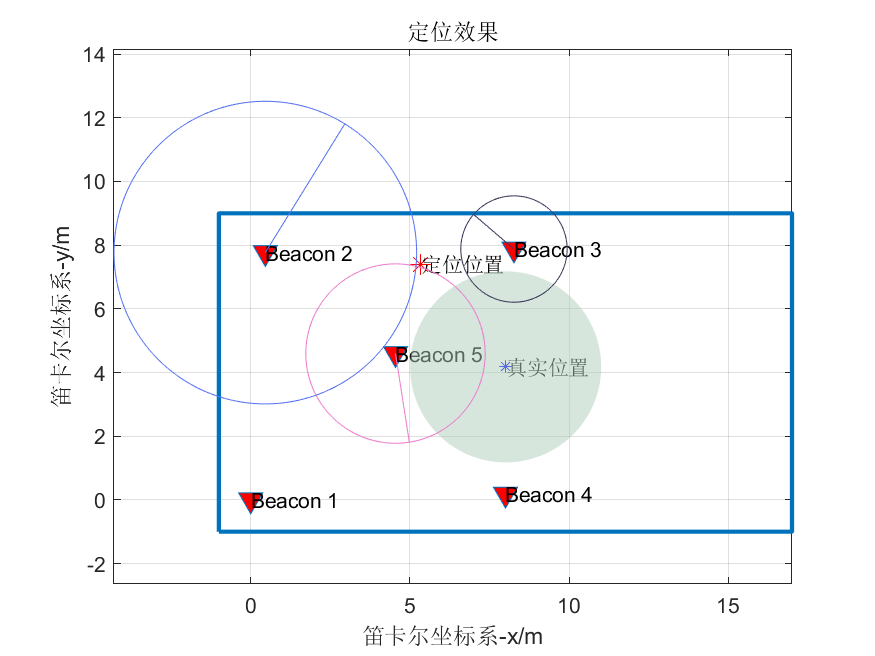 定位效果
14
12
10
8
6
4
2
0
-2
笛卡尔坐标系-y/m
Beacon 2
Beacon 3
定位位置
Beacon 5
真实位置
Beacon 1
Beacon 4
0
5
10
15
笛卡尔坐标系-x/m